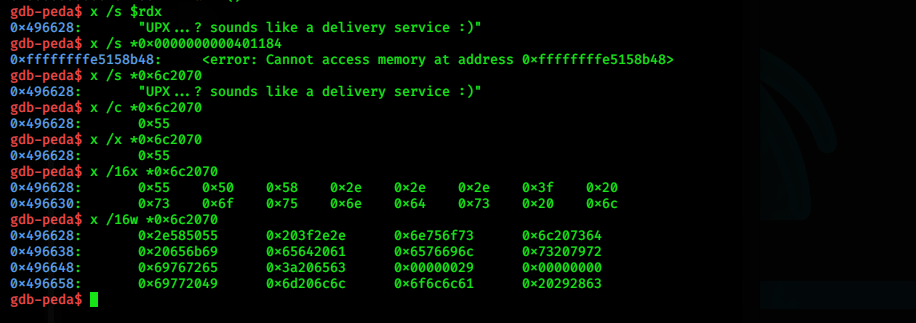 gdb-peda$ x /s $rdx
0×496628: "UPX...? sounds like a delivery service :)"
gdb-peda$ x /s *0×0000000000401184
0×ffffffffe5158b48: <error: Cannot access memory at address 0×ffffffffe5158b48>
gdb-peda$ x /s *0×6c2070
0×496628: "UPX...? sounds like a delivery service :)"
gdb-peda$ x /c *0×6c2070
0×496628: 0×55
gdb-peda$ x /x *0×6c2070
0×496628: 0×55
gdb-peda$ x /16x *0×6c2070
0×496628: 0×55 0×50 0×58 0×2e 0×2e 0×2e 0×3f 0×20
0×496630: 0×73 0×6f 0×75 0×6e 0×64 0×73 0×20 0×6c
gdb-peda$ x /16w *0×6c2070
0×496628: 0×2e585055 0×203f2e2e 0×6e756f73 0×6c207364
0×496638: 0×20656b69 0×65642061 0×6576696c 0×73207972
0×496648: 0×69767265 0×3a206563 0×00000029 0×00000000
0×496658: 0×69772049 0×6d206c6c 0×6f6c6c61 0×20292863
gdb-peda$